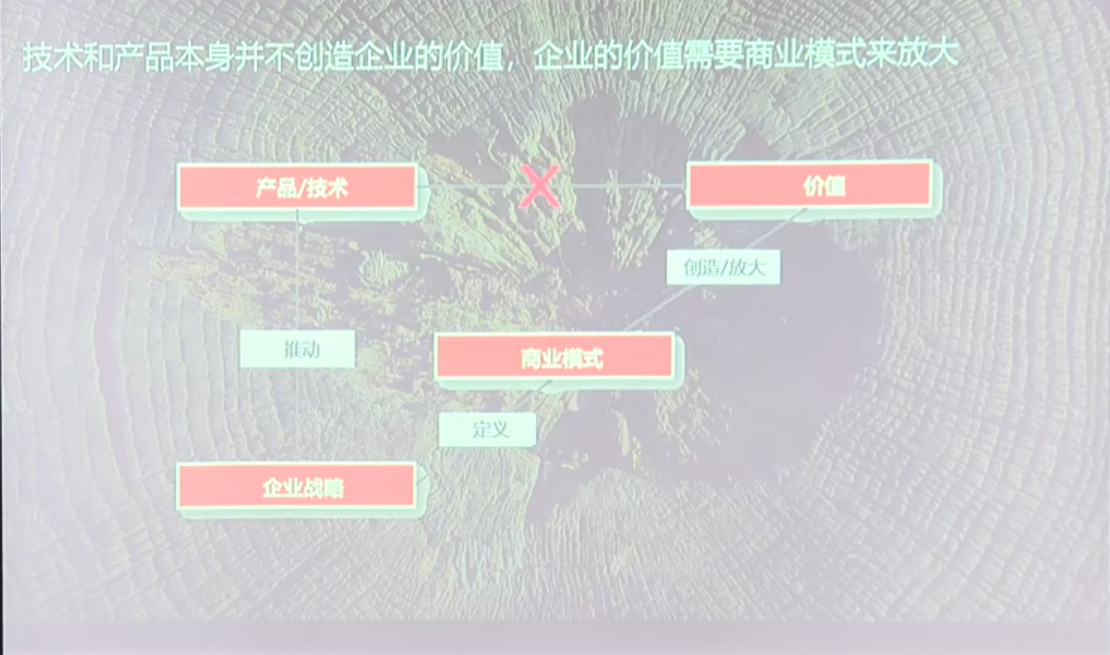 技术和产品本身并不创造企业的价值，企业的价值需要商业模式来放大
产品/技术
价值
创造/放大
推动
商业模式
定义
企业战略